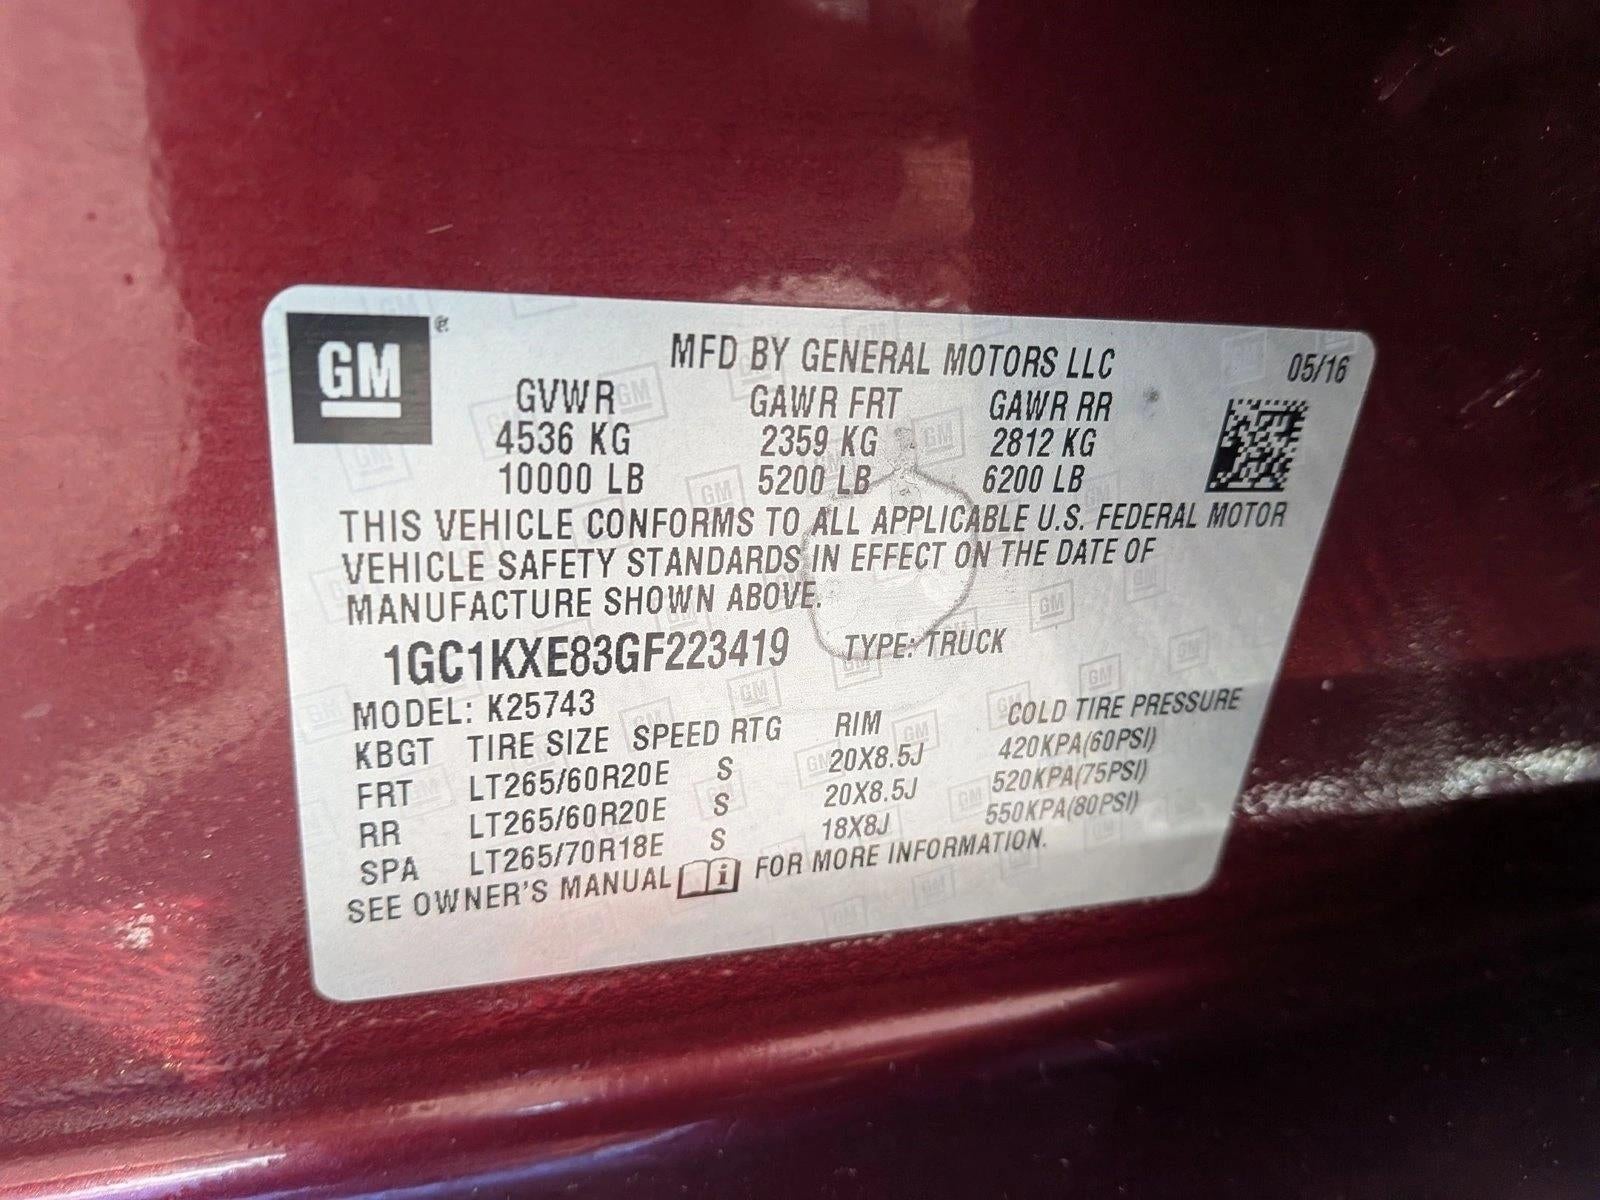 GM
MFD BY GENERAL MOTORS LLC 05/16
GVWR GAWR FRT GAWR RR
4536 KG 2359 KG 2812 KG
10000 LB 5200 LB 6200 LB
THIS VEHICLE CONFORMS TO ALL APPLICABLE U.S. FEDERAL MOTOR
VEHICLE SAFETY STANDARDS IN EFFECT ON THE DATE OF
MANUFACTURE SHOWN ABOVE.
1GC1KXE83GF223419 TYPE: TRUCK
MODEL: K25743
KBGT TIRE SIZE SPEED RTG RIM COLD TIRE PRESSURE
FRT LT265/60R20E S 20X8.5J 420KPA(60PSI)
RR LT265/60R20E S 20X8.5J 520KPA(75PSI)
SPA LT265/70R18E S 18X8J 550KPA(80PSI)
SEE OWNER'S MANUAL i FOR MORE INFORMATION.